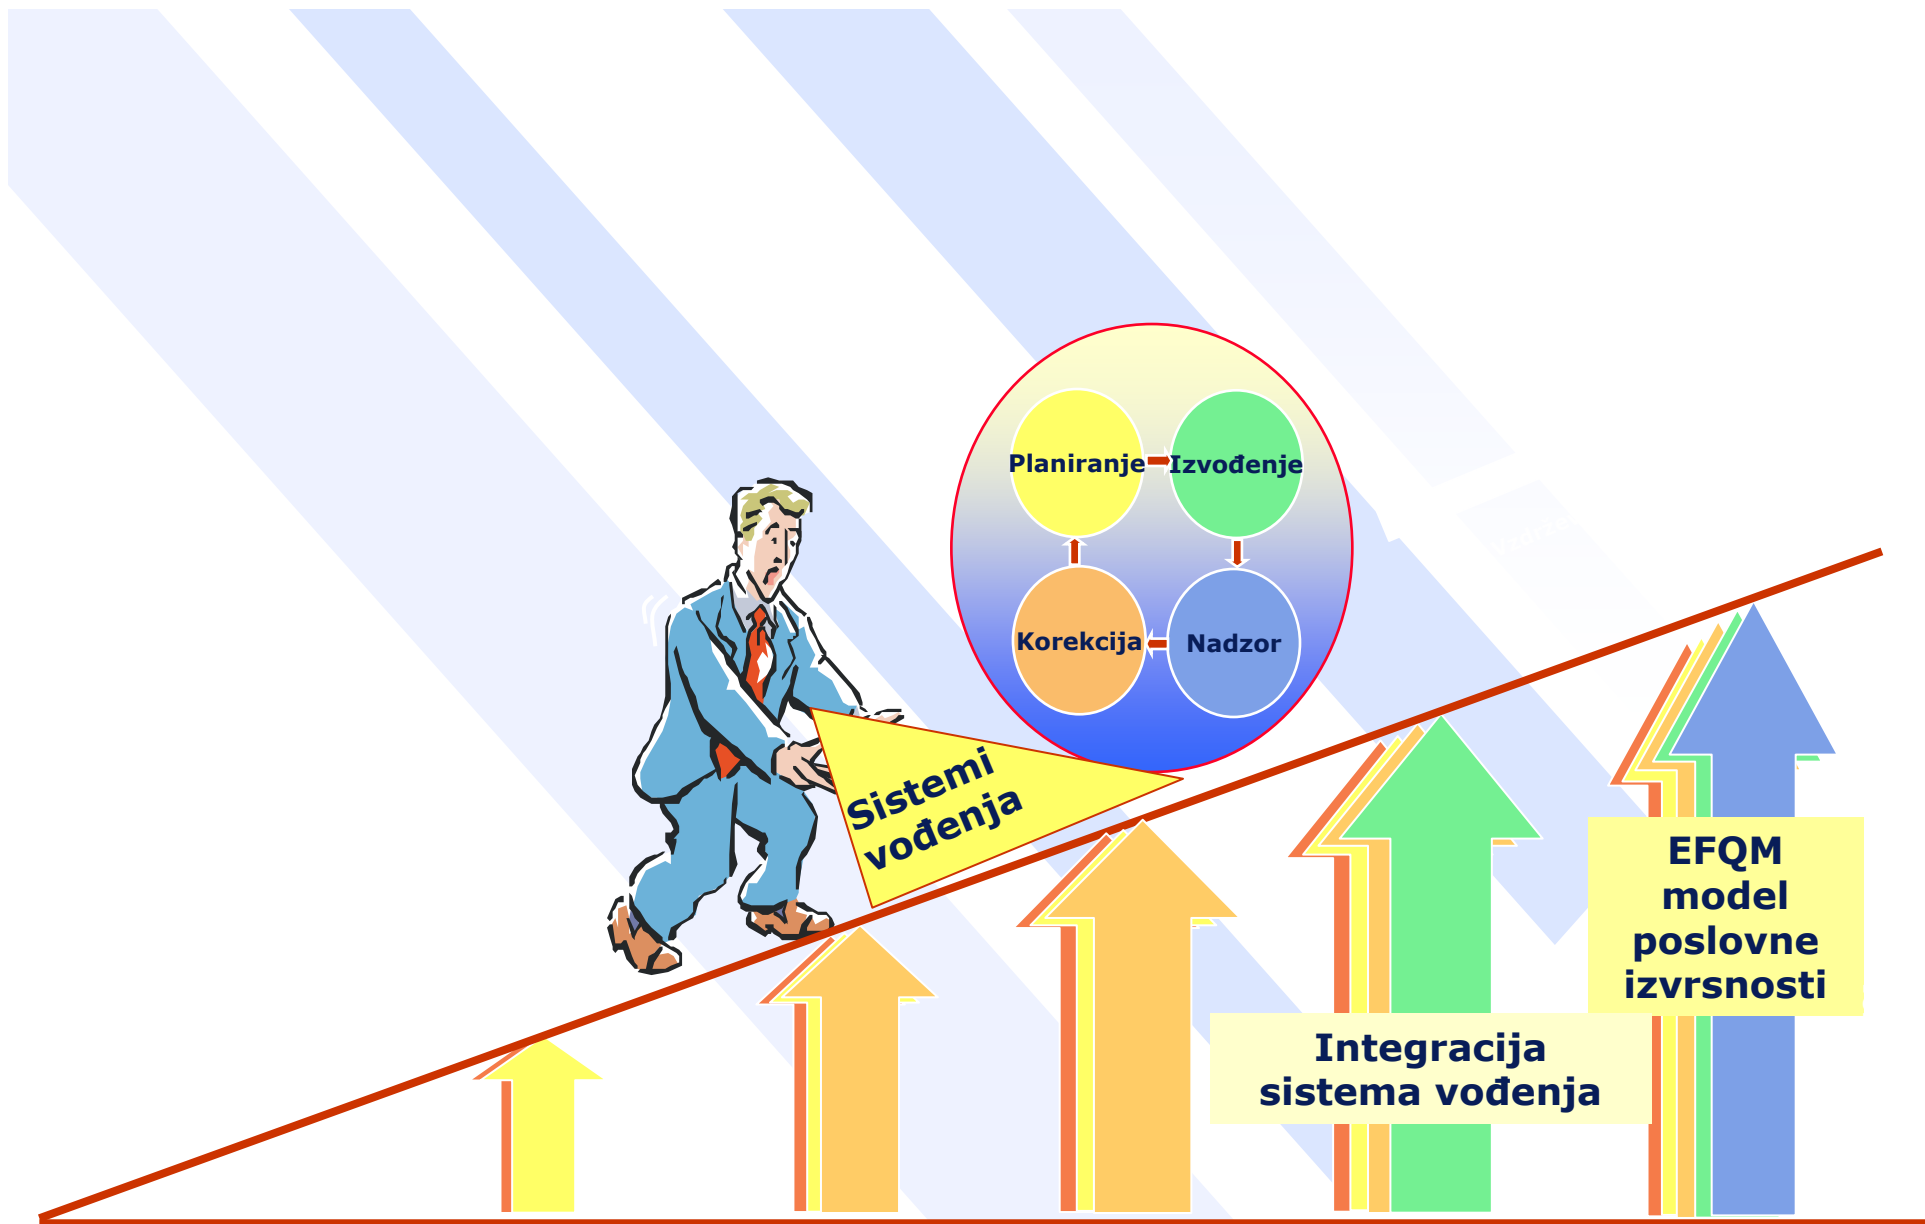 Planiranje
Izvođenje
Korekcija
Nadzor
Sistemi
vođenja
EFQM
model
poslovne
izvrsnosti
Integracija
sistema vođenja